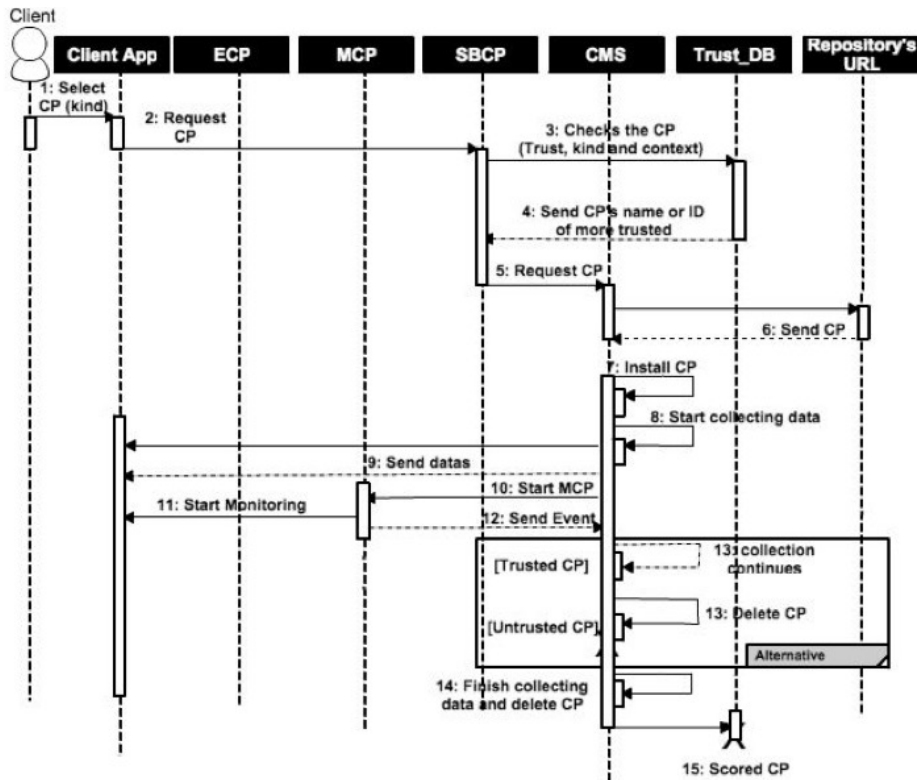 Client
Client App
ECP
MCP
SBCP
CMS
Trust_DB
Repository's
URL
1: Select
CP (kind)
2: Request
CP
3: Checks the CP
(Trust, kind and context)
4: Send CP's name or ID
of more trusted
5: Request CP
6: Send CP
7: Install CP
8: Start collecting data
9: Send datas
10: Start MCP
11: Start Monitoring
12: Send Event
[Trusted CP]
13: collection
continues
[Untrusted CP]
13: Delete CP
Alternative
14: Finish collecting
data and delete CP
15: Scored CP